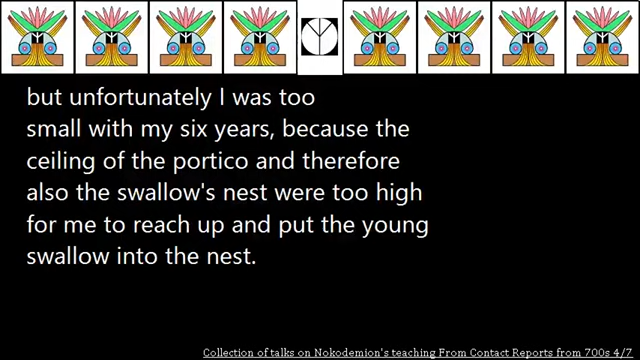 but unfortunately I was too
small with my six years, because the
ceiling of the portico and therefore
also the swallow's nest were too high
for me to reach up and put the young
swallow into the nest.
Collection of talks on Nokodemion's teaching From Contact Reports from 700s 4/7